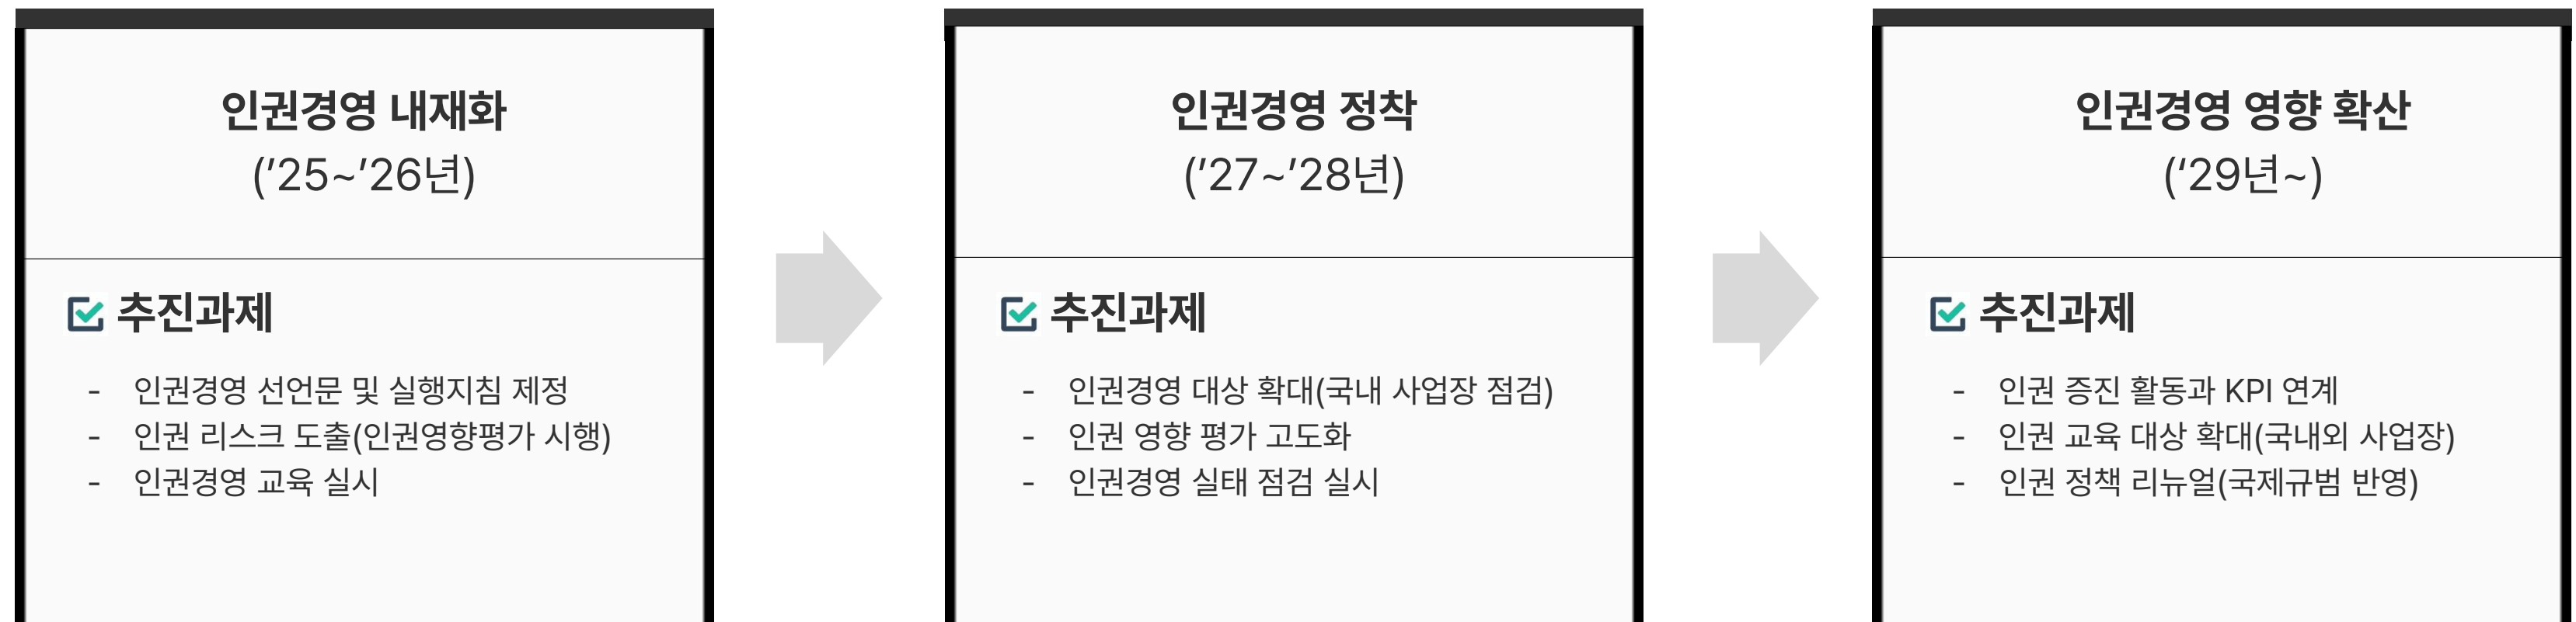 인권경영 내재화
(’25~’26년)
추진과제
- 인권경영 선언문 및 실행지침 제정
- 인권 리스크 도출(인권영향평가 시행)
- 인권경영 교육 실시
인권경영 정착
(’27~’28년)
추진과제
- 인권경영 대상 확대(국내 사업장 점검)
- 인권 영향 평가 고도화
- 인권경영 실태 점검 실시
인권경영 영향 확산
(‘29년~)
추진과제
- 인권 증진 활동과 KPI 연계
- 인권 교육 대상 확대(국내외 사업장)
- 인권 정책 리뉴얼(국제규범 반영)